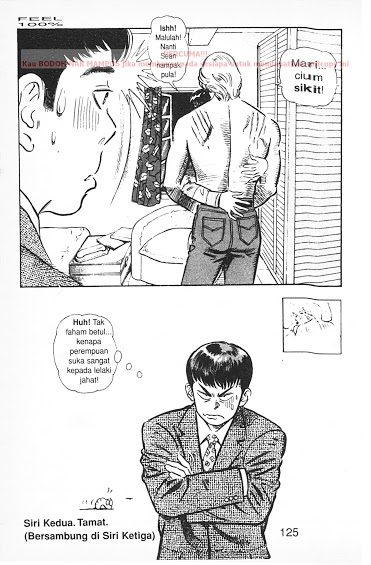 FEEL
100%
Ishh!
Malulah!
Nanti
Sean
nampak
pula!
Mari...
cium
sikit!
Huh! Tak
faham betul...
kenapa
perempuan
suka sangat
kepada lelaki
jahat!
Siri Kedua. Tamat.
(Bersambung di Siri Ketiga)
125